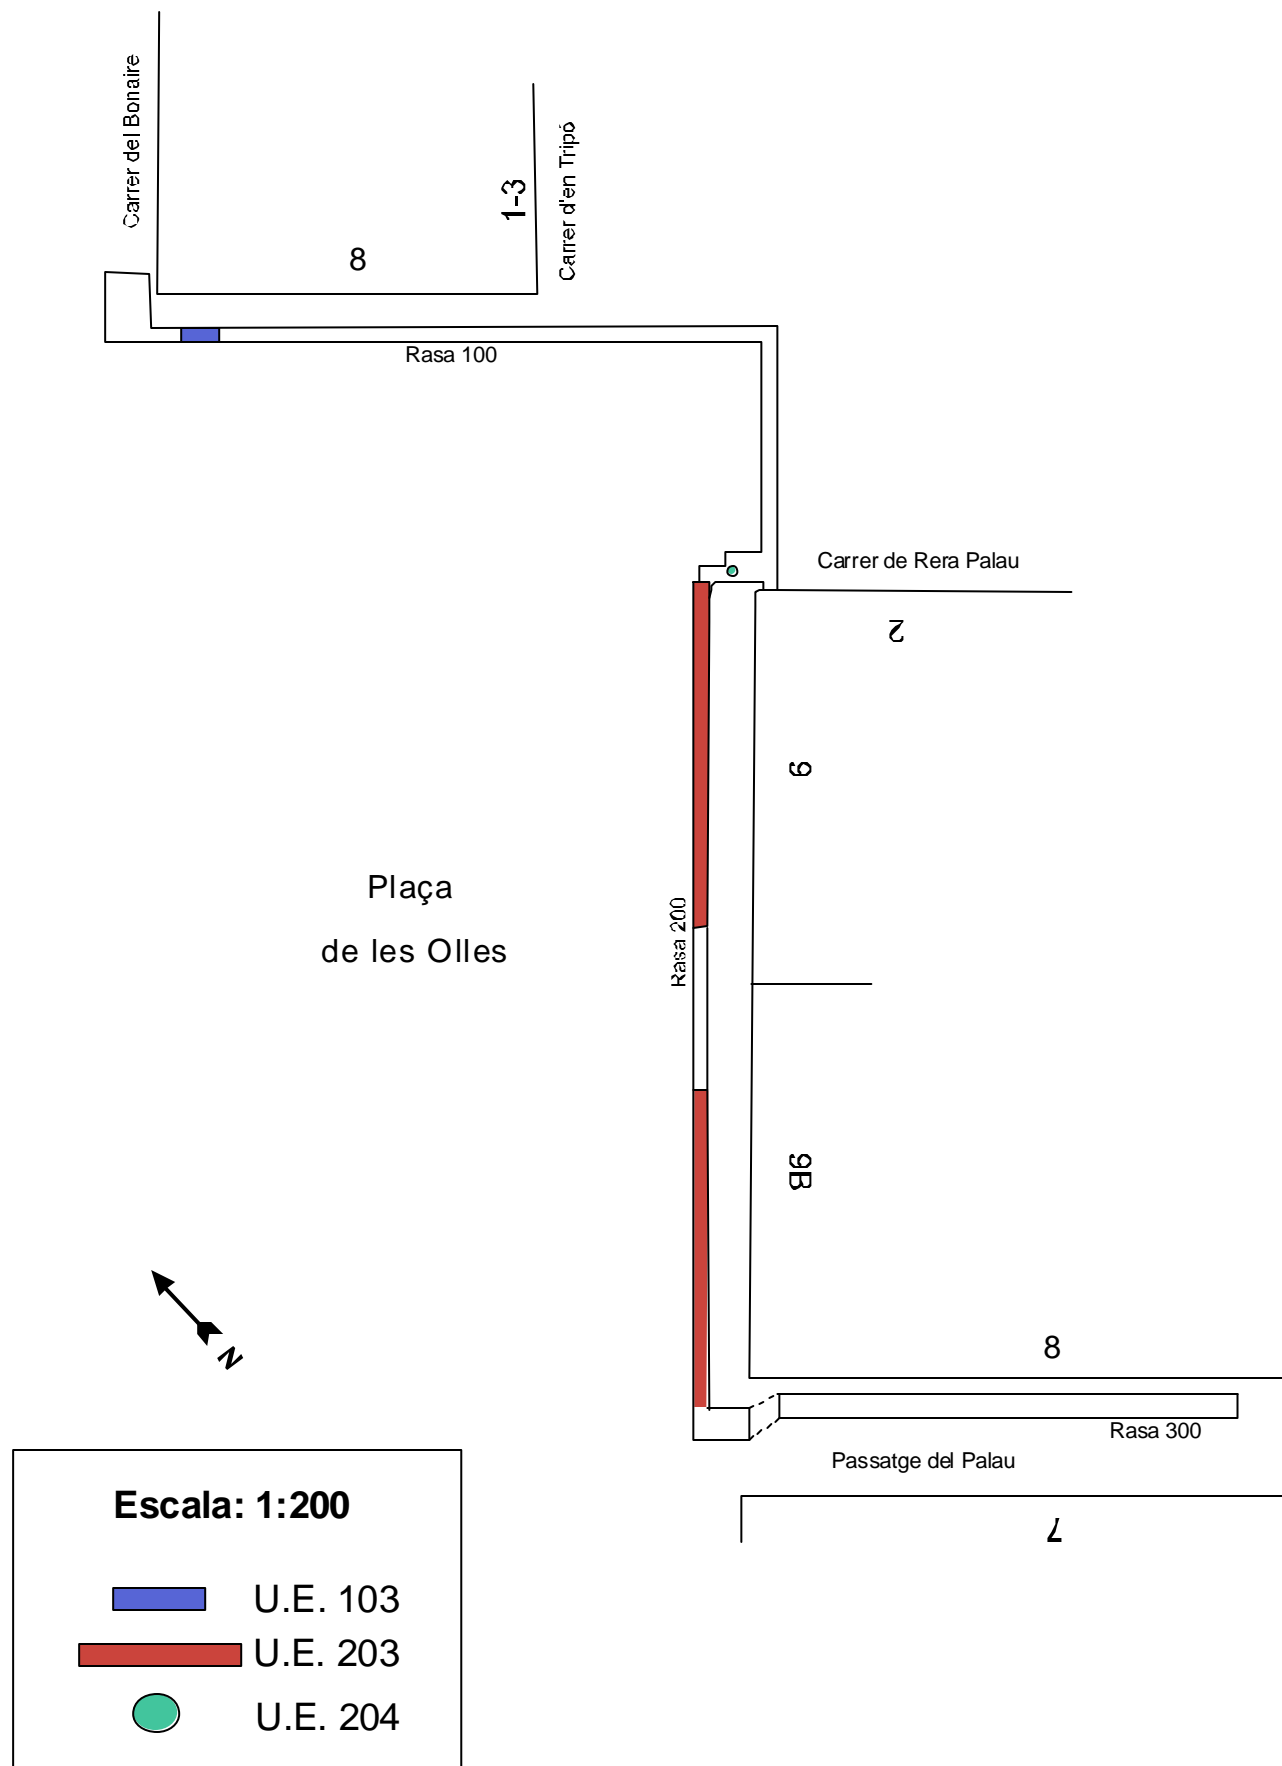 Carrer del Bonaire
8
1-3
Carrer d'en Tripó
Rasa 100
Carrer de Rera Palau
2
9
Plaça
de les Olles
Rasa 200
9B
N
8
Rasa 300
Passatge del Palau
7
Escala: 1:200
U.E. 103
U.E. 203
U.E. 204